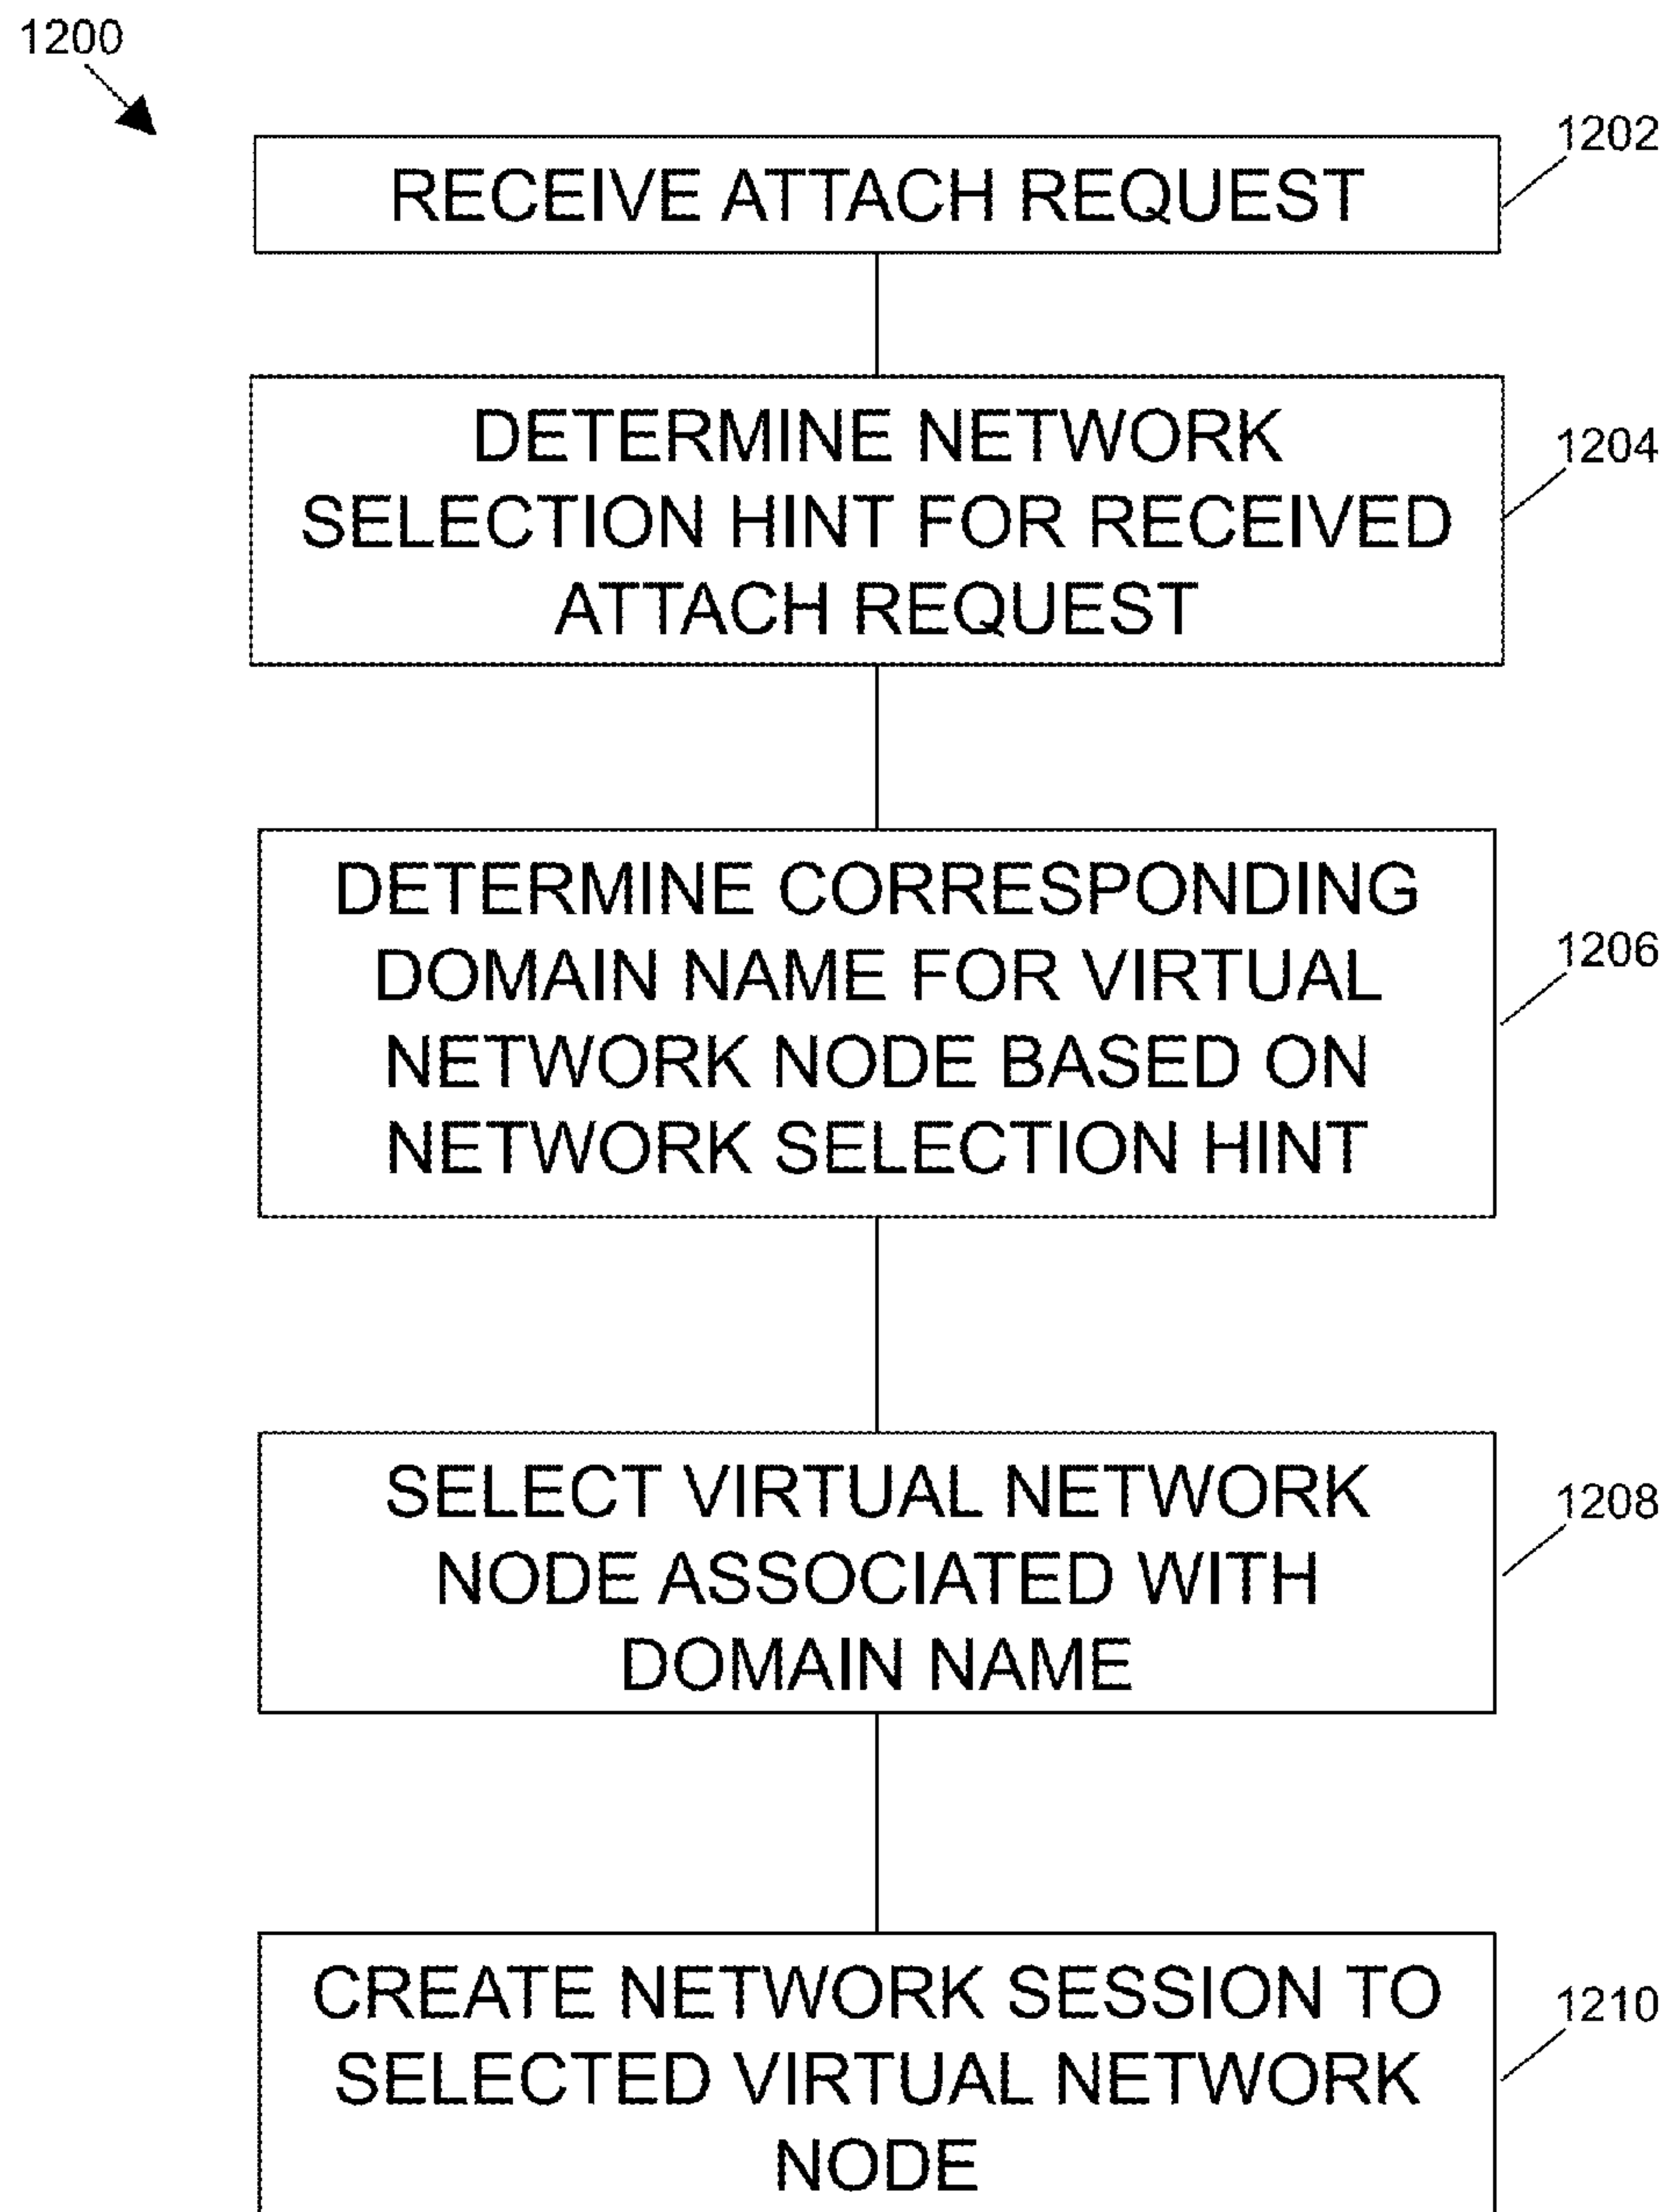 1200
RECEIVE ATTACH REQUEST
1202
DETERMINE NETWORK
SELECTION HINT FOR RECEIVED
ATTACH REQUEST
1204
DETERMINE CORRESPONDING
DOMAIN NAME FOR VIRTUAL
NETWORK NODE BASED ON
NETWORK SELECTION HINT
1206
SELECT VIRTUAL NETWORK
NODE ASSOCIATED WITH
DOMAIN NAME
1208
CREATE NETWORK SESSION TO
SELECTED VIRTUAL NETWORK
NODE
1210